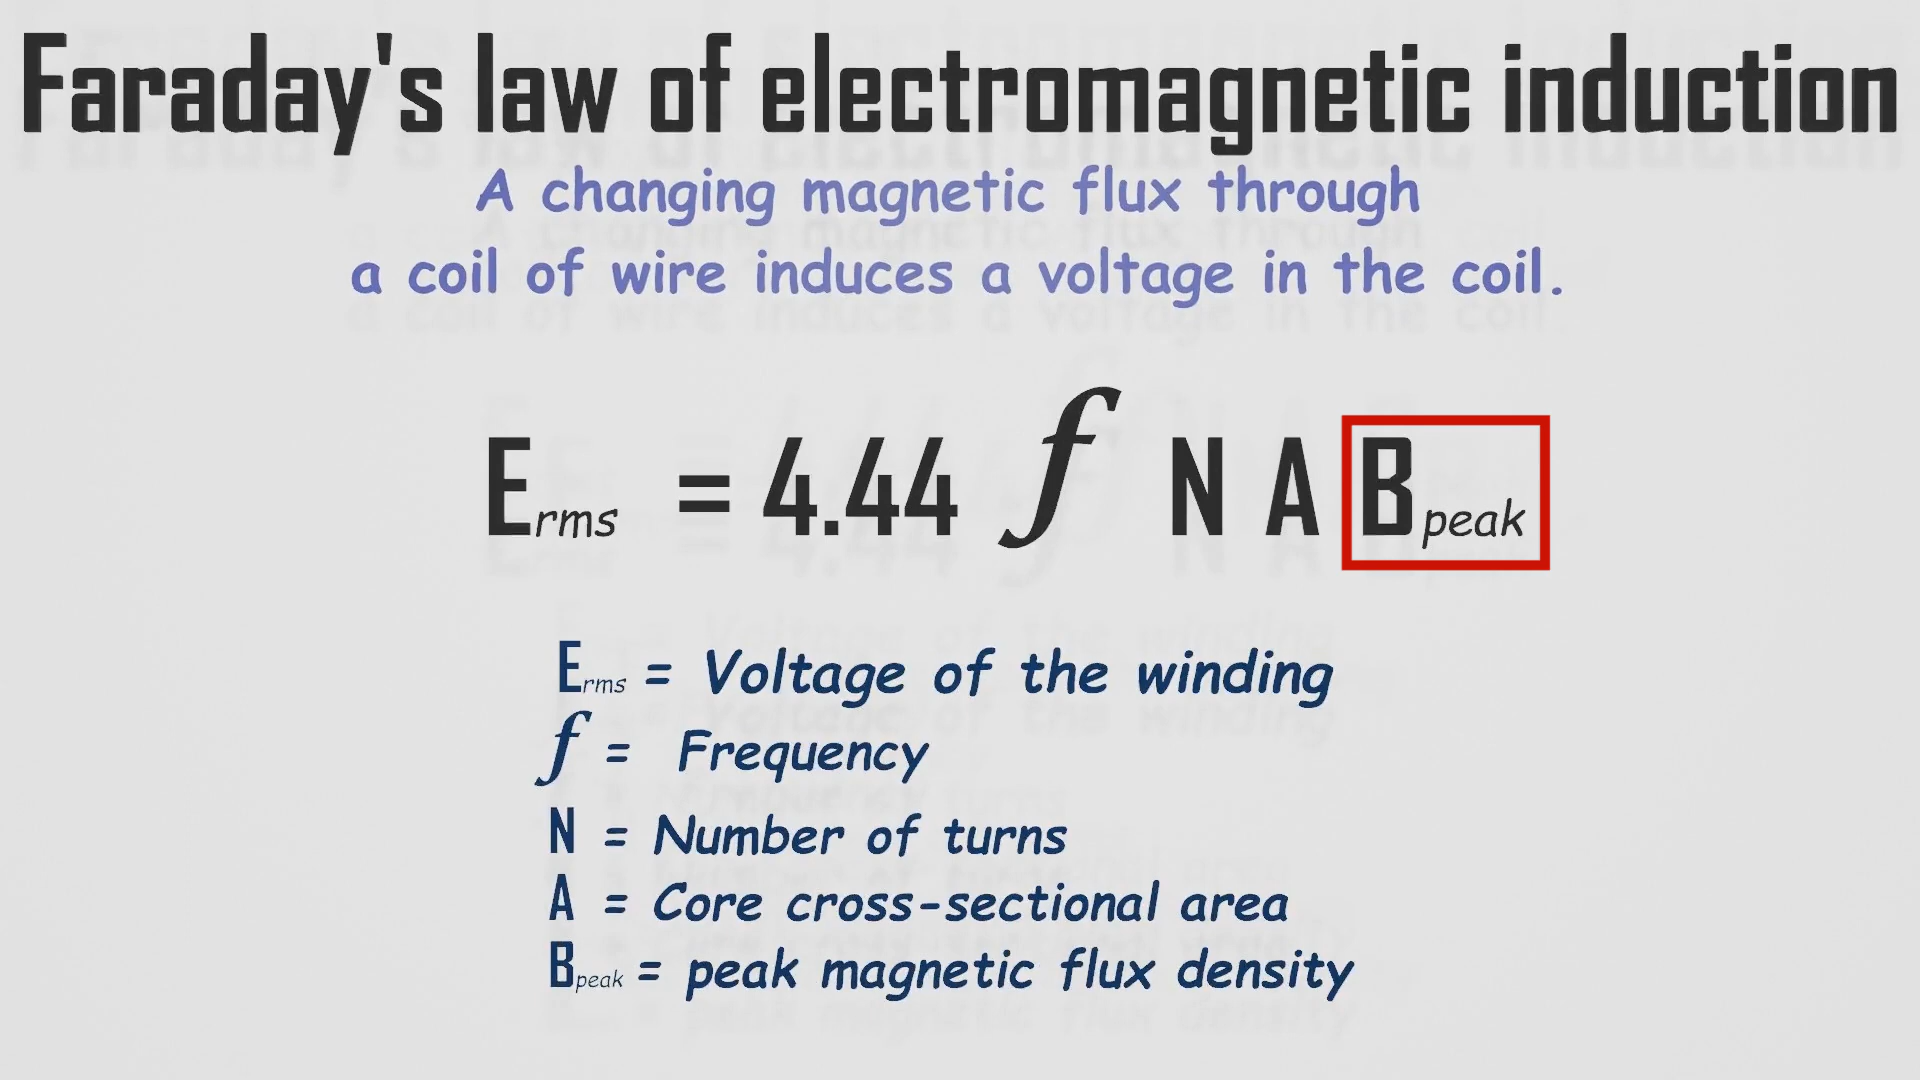 Faraday's law of electromagnetic induction
A changing magnetic flux through
a coil of wire induces a voltage in the coil.
Erms = 4.44 f N A Bpeak
Erms = Voltage of the winding
f = Frequency
N = Number of turns
A = Core cross-sectional area
Bpeak = peak magnetic flux density